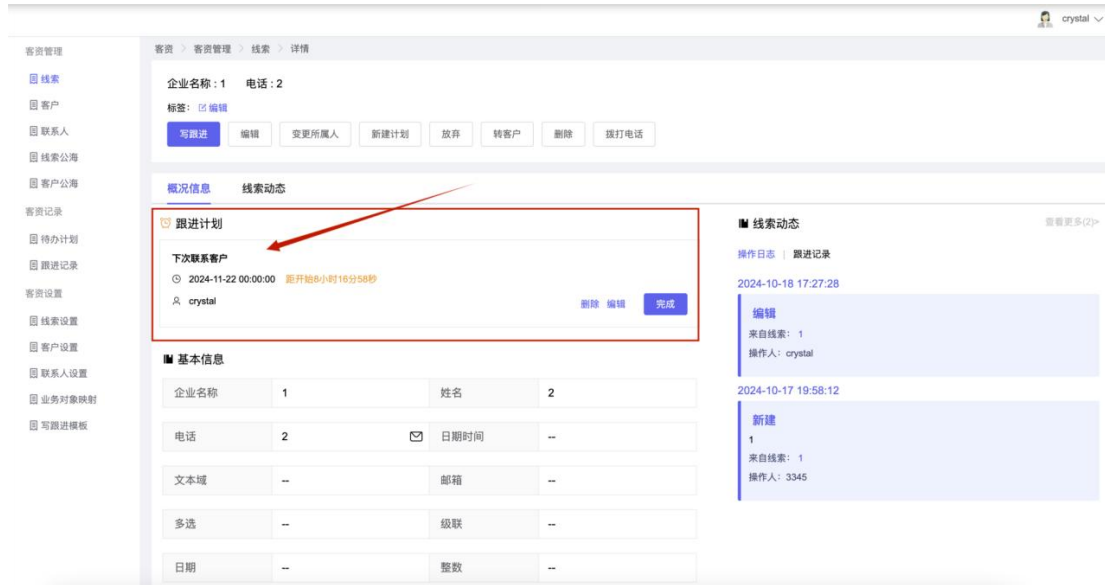 crystal
客资管理
线索
客户
联系人
线索公海
客户公海
客资记录
待办计划
跟进记录
客资设置
线索设置
客户设置
联系人设置
业务对象映射
写跟进模板
客资 > 客资管理 > 线索 > 详情
企业名称 : 1 电话 : 2
标签： 编辑
写跟进 编辑 变更所属人 新建计划 放弃 转客户 删除 拨打电话
概况信息 线索动态
跟进计划
下次联系客户
2024-11-22 00:00:00 距开始8小时16分58秒
crystal
删除 编辑 完成
基本信息
企业名称 1 姓名 2
电话 2 日期时间 --
文本域 -- 邮箱 --
多选 -- 级联 --
日期 -- 整数 --
线索动态 查看更多(2)>
操作日志 | 跟进记录
2024-10-18 17:27:28
编辑
来自线索： 1
操作人：crystal
2024-10-17 19:58:12
新建
1
来自线索： 1
操作人：3345